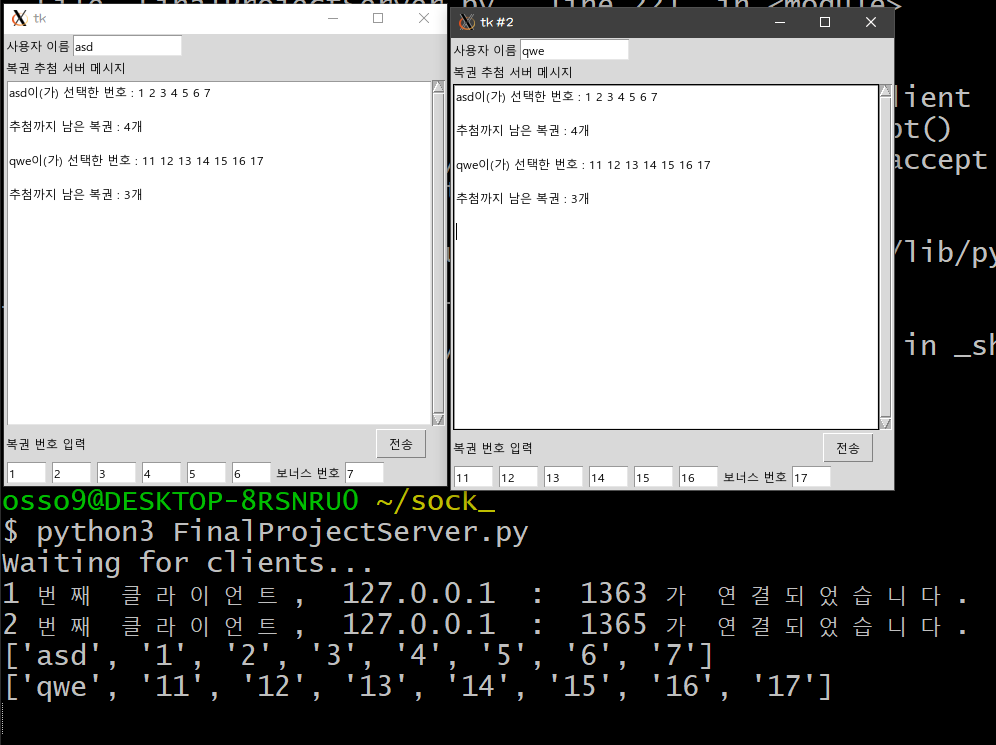 File "FinalProjectServer.py", line 221, in <module>
tk
사용자 이름 asd
복권 추첨 서버 메시지
asd이(가) 선택한 번호 : 1 2 3 4 5 6 7
추첨까지 남은 복권 : 4개
qwe이(가) 선택한 번호 : 11 12 13 14 15 16 17
추첨까지 남은 복권 : 3개
복권 번호 입력
전송
1 2 3 4 5 6 보너스 번호 7
tk #2
사용자 이름 qwe
복권 추첨 서버 메시지
asd이(가) 선택한 번호 : 1 2 3 4 5 6 7
추첨까지 남은 복권 : 4개
qwe이(가) 선택한 번호 : 11 12 13 14 15 16 17
추첨까지 남은 복권 : 3개
복권 번호 입력
전송
11 12 13 14 15 16 보너스 번호 17
lient
pt()
accept
/lib/py
in _sh
osso9@DESKTOP-8RSNRUO ~/sock_
$ python3 FinalProjectServer.py
Waiting for clients...
1 번째 클라이언트, 127.0.0.1 : 1363 가 연결되었습니다.
2 번째 클라이언트, 127.0.0.1 : 1365 가 연결되었습니다.
['asd', '1', '2', '3', '4', '5', '6', '7']
['qwe', '11', '12', '13', '14', '15', '16', '17']